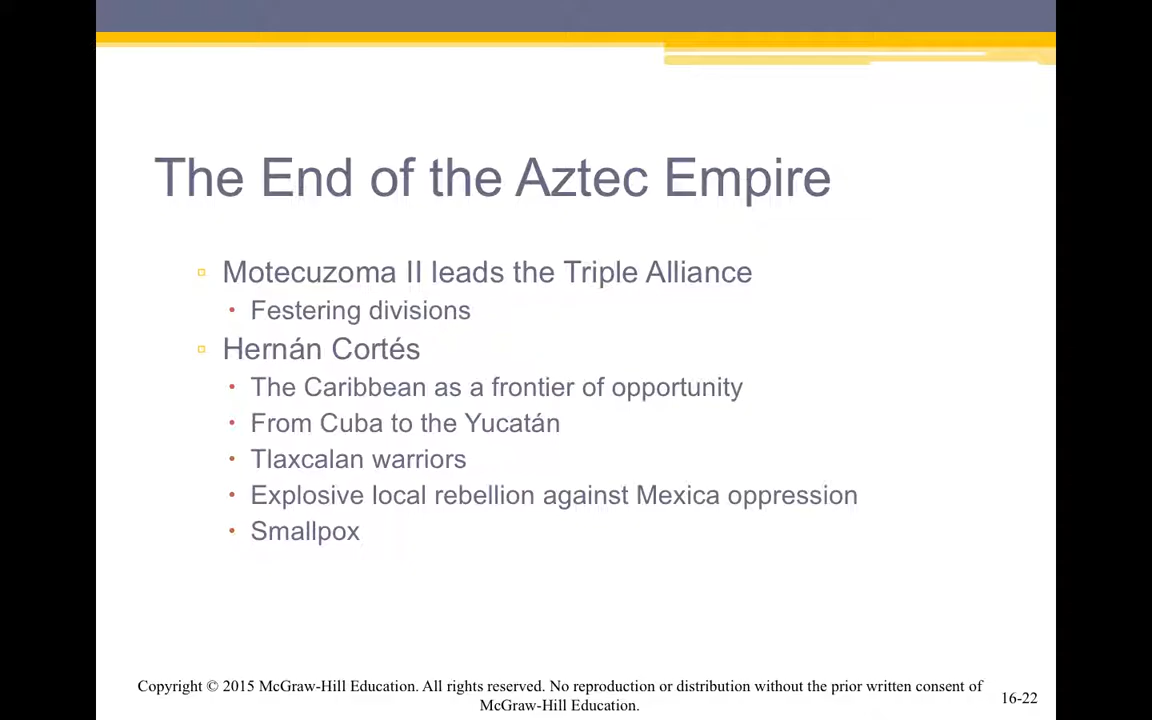 The End of the Aztec Empire
Motecuzoma II leads the Triple Alliance
Festering divisions
Hernán Cortés
The Caribbean as a frontier of opportunity
From Cuba to the Yucatán
Tlaxcalan warriors
Explosive local rebellion against Mexica oppression
Smallpox
Copyright © 2015 McGraw-Hill Education. All rights reserved. No reproduction or distribution without the prior written consent of
McGraw-Hill Education.
16-22